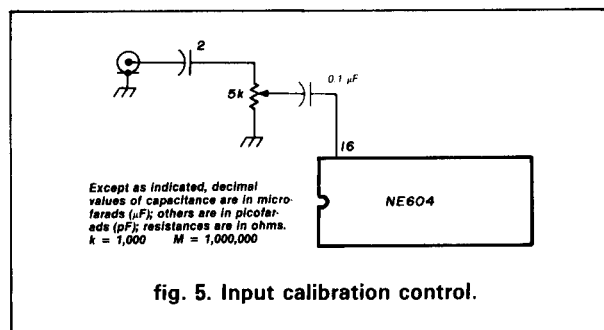 2
5k
0.1 µF
16
NE604
Except as indicated, decimal
values of capacitance are in micro-
farads (µF); others are in picofar-
ads (pF); resistances are in ohms.
k = 1,000 M = 1,000,000
fig. 5. Input calibration control.